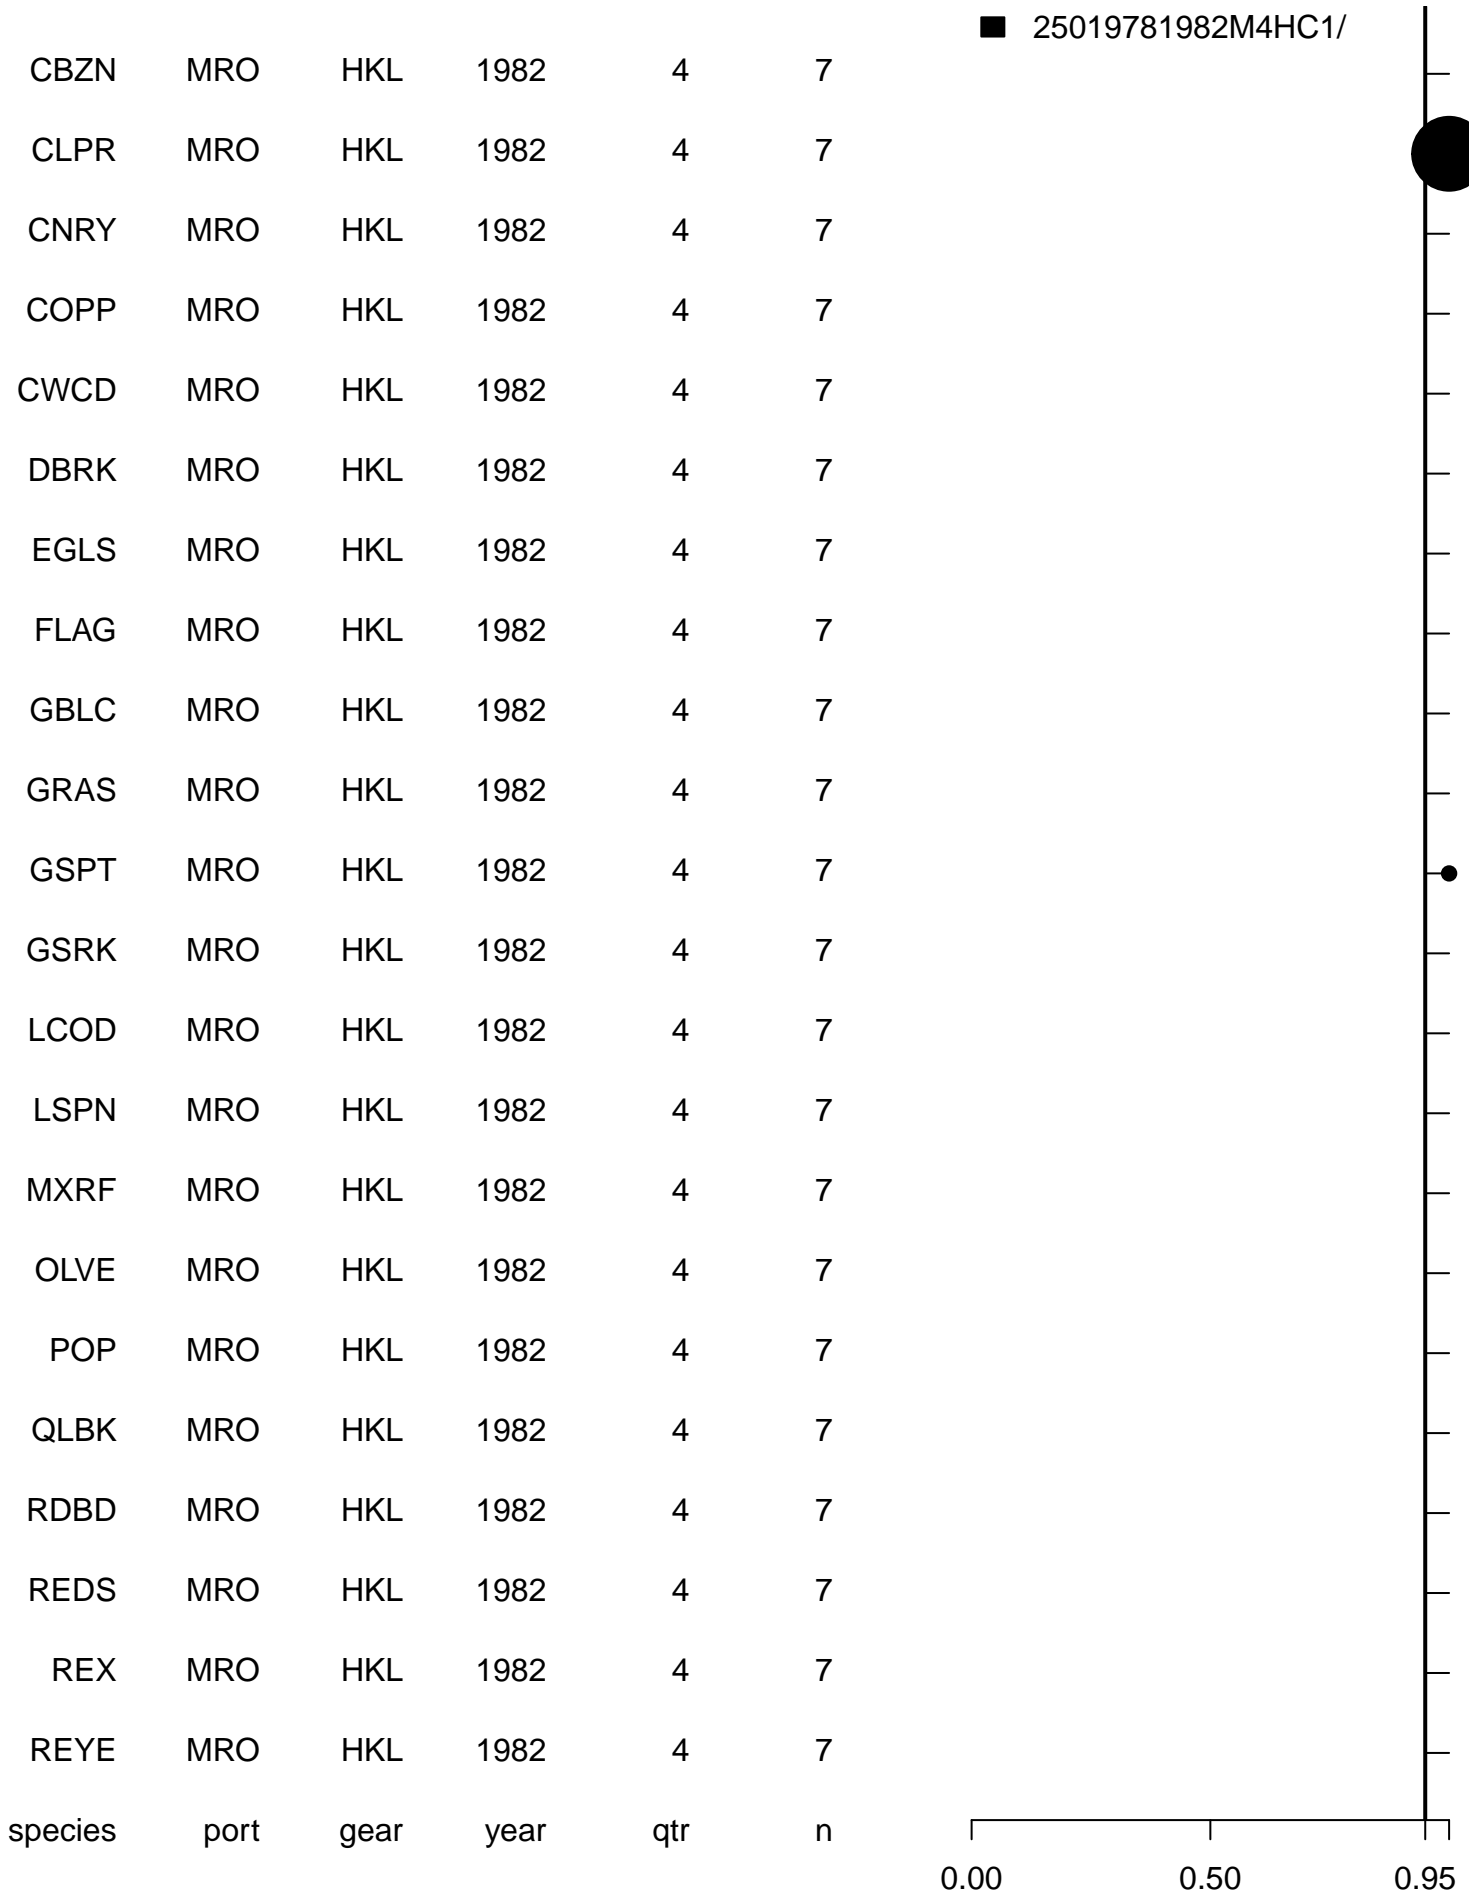 25019781982M4HC1/
CBZN MRO HKL 1982 4 7
CLPR MRO HKL 1982 4 7
CNRY MRO HKL 1982 4 7
COPP MRO HKL 1982 4 7
CWCD MRO HKL 1982 4 7
DBRK MRO HKL 1982 4 7
EGLS MRO HKL 1982 4 7
FLAG MRO HKL 1982 4 7
GBLC MRO HKL 1982 4 7
GRAS MRO HKL 1982 4 7
GSPT MRO HKL 1982 4 7
GSRK MRO HKL 1982 4 7
LCOD MRO HKL 1982 4 7
LSPN MRO HKL 1982 4 7
MXRF MRO HKL 1982 4 7
OLVE MRO HKL 1982 4 7
POP MRO HKL 1982 4 7
QLBK MRO HKL 1982 4 7
RDBD MRO HKL 1982 4 7
REDS MRO HKL 1982 4 7
REX MRO HKL 1982 4 7
REYE MRO HKL 1982 4 7
species port gear year qtr n
0.00 0.50 0.95